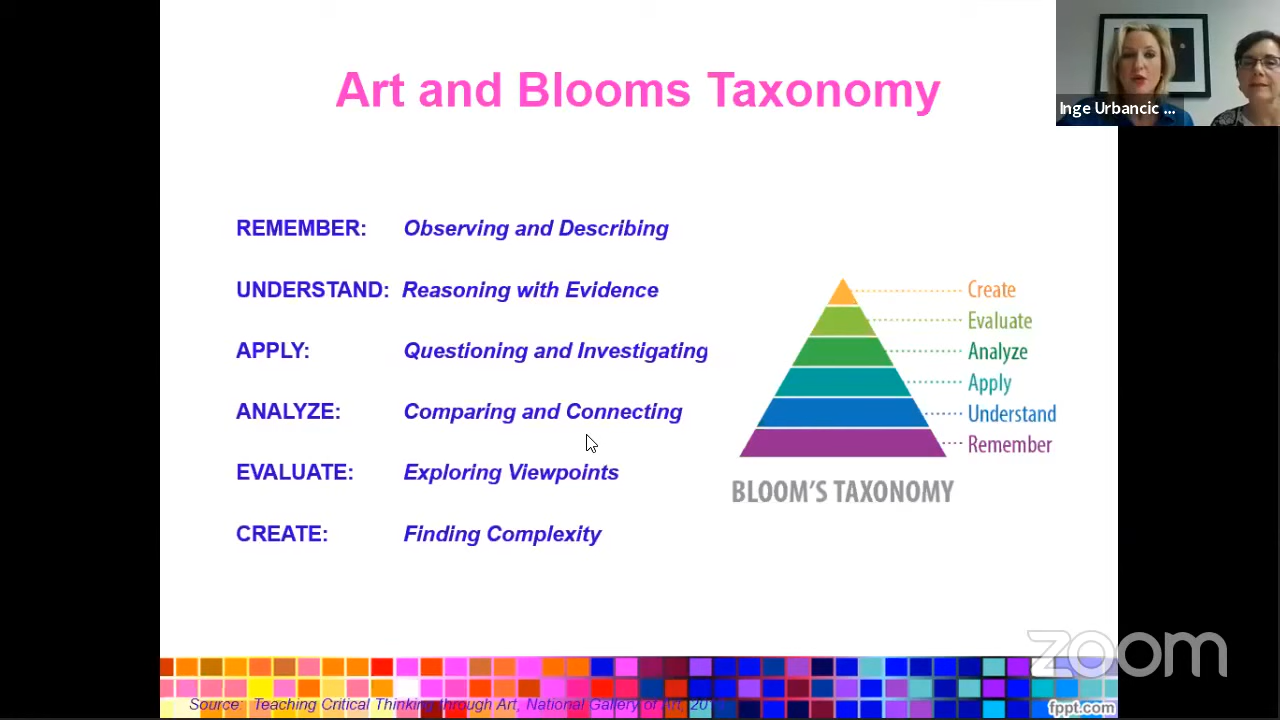 Art and Blooms Taxonomy
Inge Urbancic ...
REMEMBER: Observing and Describing
UNDERSTAND: Reasoning with Evidence
APPLY: Questioning and Investigating
ANALYZE: Comparing and Connecting
EVALUATE: Exploring Viewpoints
CREATE: Finding Complexity
Create
Evaluate
Analyze
Apply
Understand
Remember
BLOOM'S TAXONOMY
zoom
Source: Teaching Critical Thinking through Art, National Gallery of Art,
fppt.com